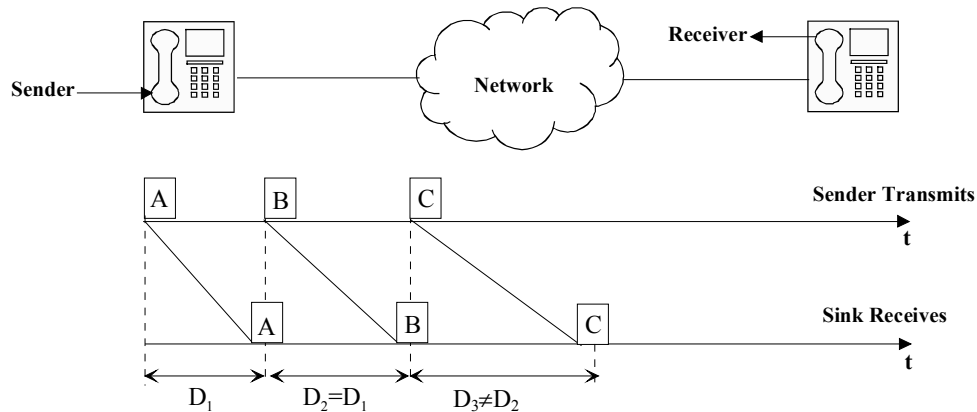 Receiver
Sender
Network
A B C
Sender Transmits
t
A B C
Sink Receives
t
D₁ D₂=D₁ D₃≠D₂